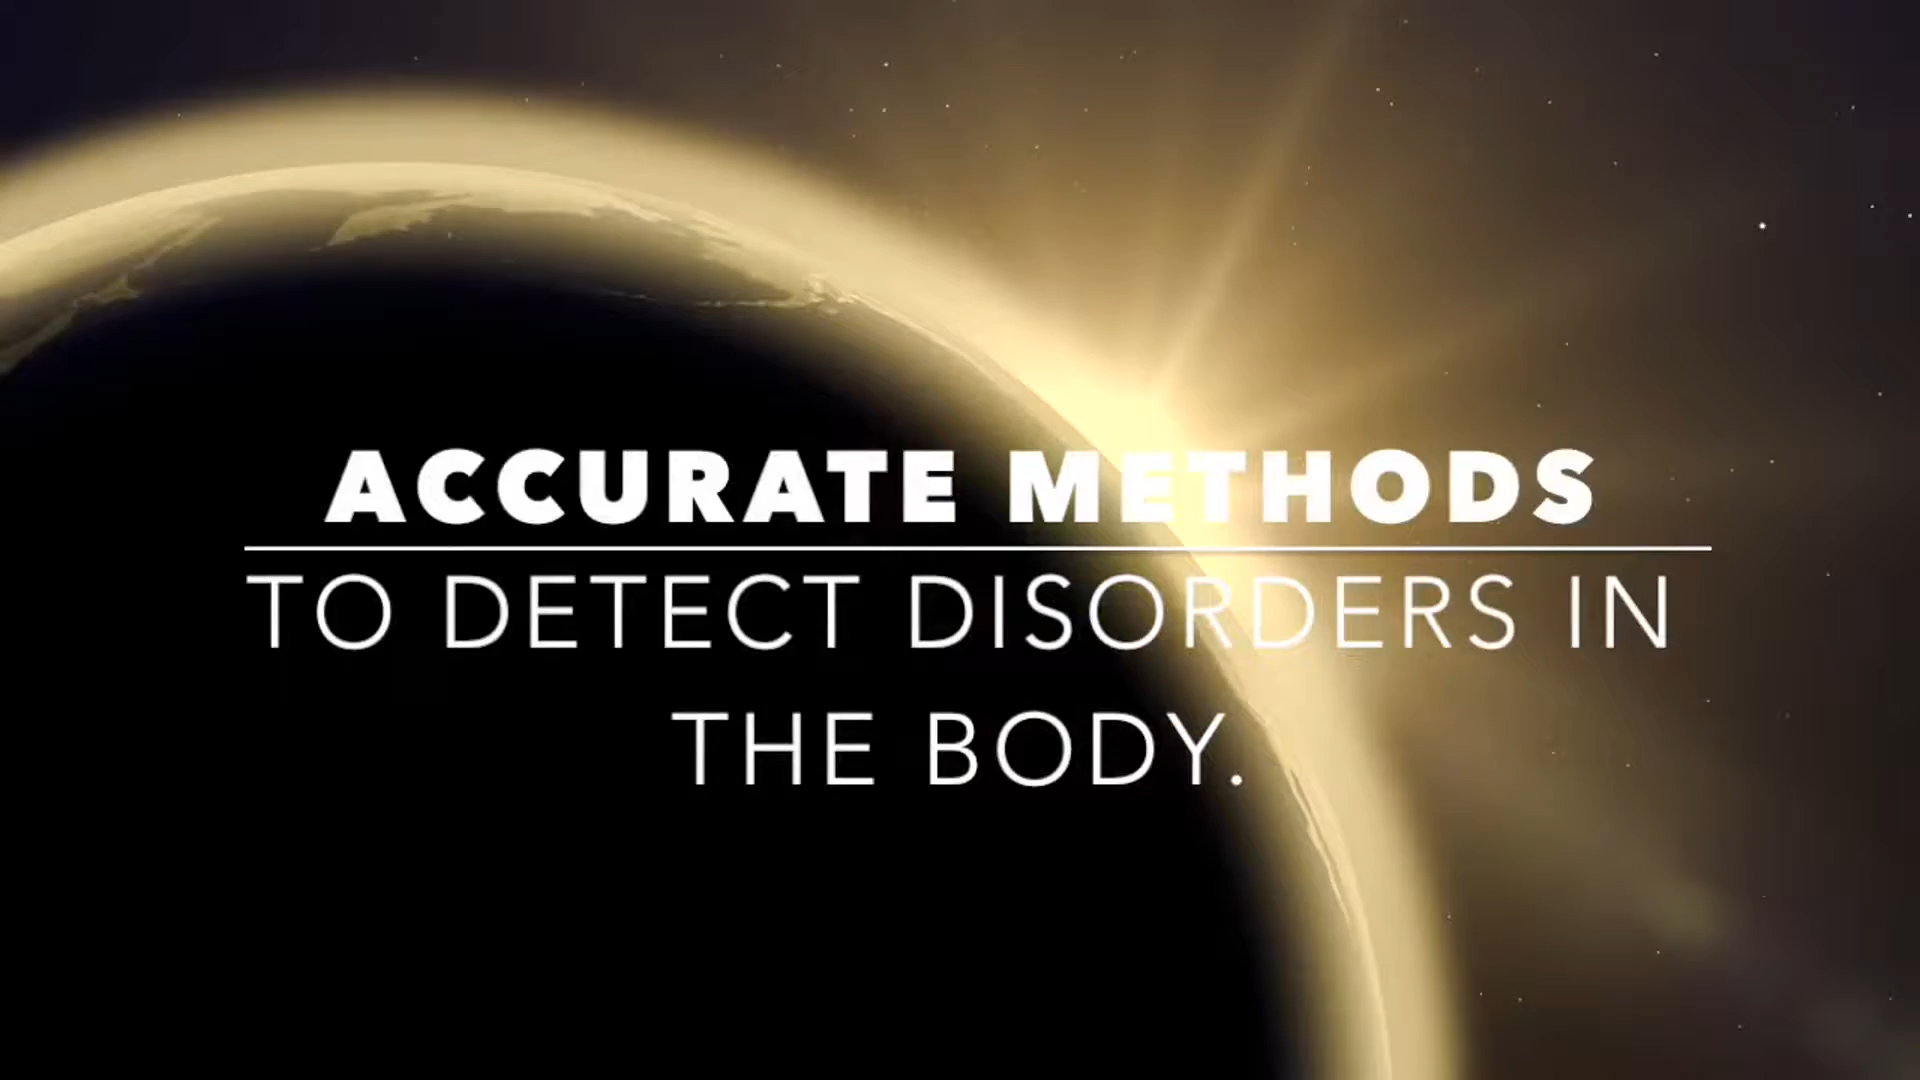 ACCURATE METHODS
TO DETECT DISORDERS IN
THE BODY.